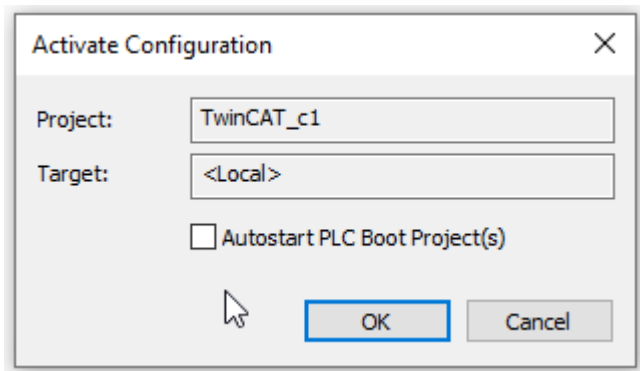 Activate Configuration
Project: TwinCAT_c1
Target: <Local>
Autostart PLC Boot Project(s)
OK Cancel